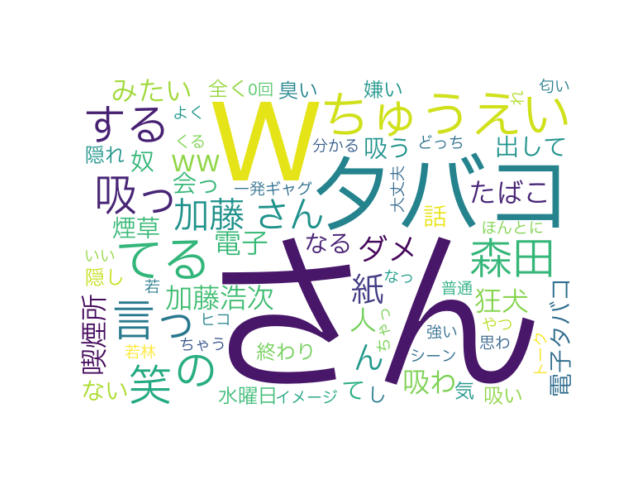 みたい
全く
0回
臭い
嫌い
匂い
れ
する
よく
W
ちゅうえい
くる
隠れ
奴
ww
分かる
吸う
どっち
出して
タバコ
大丈夫
吸っ
会っ
一発ギャグ
たばこ
煙草
加藤
さん
電子
話
ほんとに
なる
ダメ
森田
いい
てる
さん
なっ
隠し
若
加藤浩次
紙
普通
狂犬
電子タバコ
喫煙所
言っ
ヒコ
人
ちゃっ
強い
やつ
若林
ちゃう
終わり
ん
シーン
思わ
トーク
ない
笑
の
水曜日
イメージ
て
し
吸わ
気
吸い